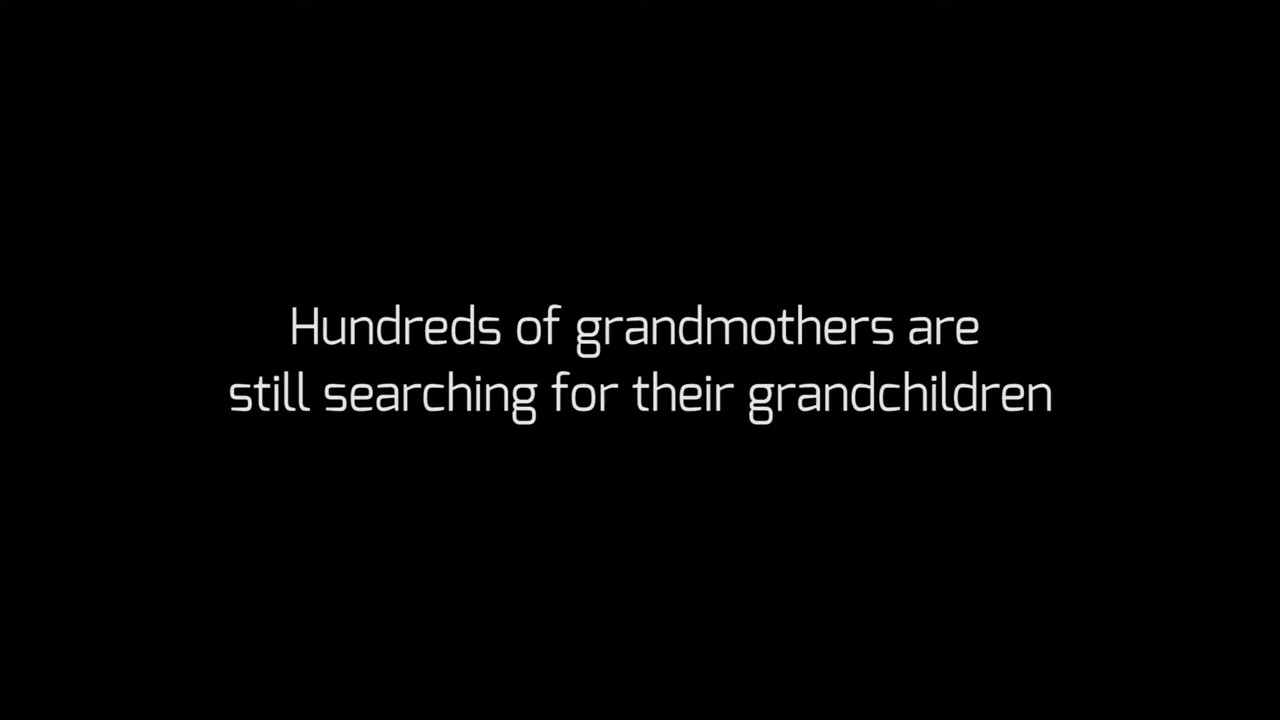 Hundreds of grandmothers are
still searching for their grandchildren